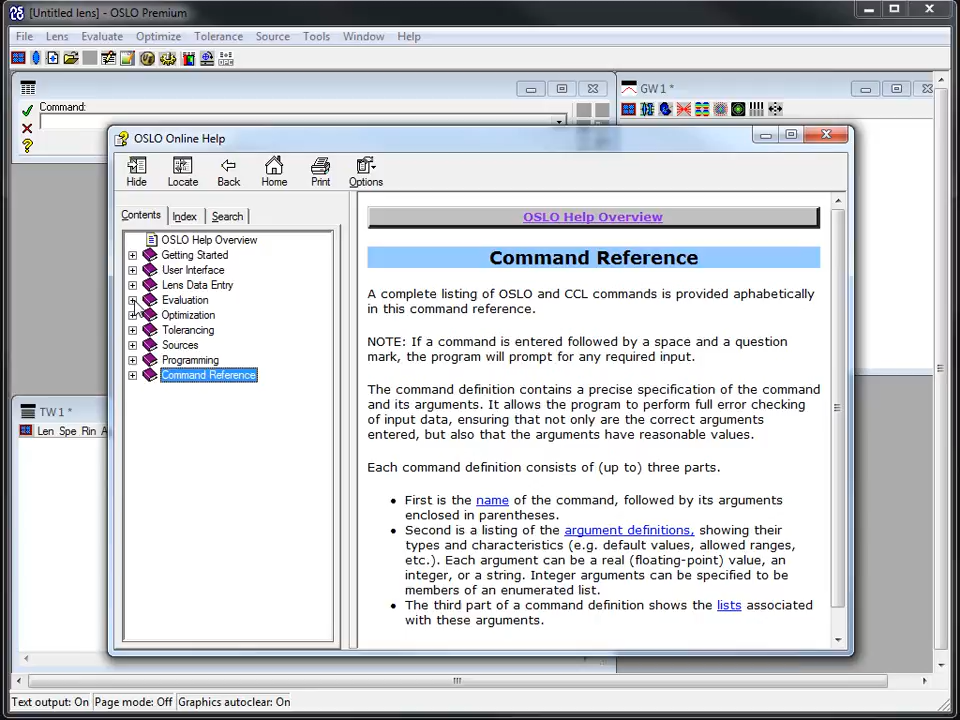 [Untitled lens] - OSLO Premium
File Lens Evaluate Optimize Tolerance Source Tools Window Help
GW1 *
Command:
OSLO Online Help
Hide Locate Back Home Print Options
Contents Index Search
OSLO Help Overview
Getting Started
User Interface
Lens Data Entry
Evaluation
Optimization
Tolerancing
Sources
Programming
Command Reference
OSLO Help Overview
Command Reference
A complete listing of OSLO and CCL commands is provided aphabetically
in this command reference.
NOTE: If a command is entered followed by a space and a question
mark, the program will prompt for any required input.
The command definition contains a precise specification of the command
and its arguments. It allows the program to perform full error checking
of input data, ensuring that not only are the correct arguments
entered, but also that the arguments have reasonable values.
Each command definition consists of (up to) three parts.
• First is the name of the command, followed by its arguments
enclosed in parentheses.
• Second is a listing of the argument definitions, showing their
types and characteristics (e.g. default values, allowed ranges,
etc.). Each argument can be a real (floating-point) value, an
integer, or a string. Integer arguments can be specified to be
members of an enumerated list.
• The third part of a command definition shows the lists associated
with these arguments.
TW1 *
Len Spe Rin A
Text output: On Page mode: Off Graphics autoclear: On